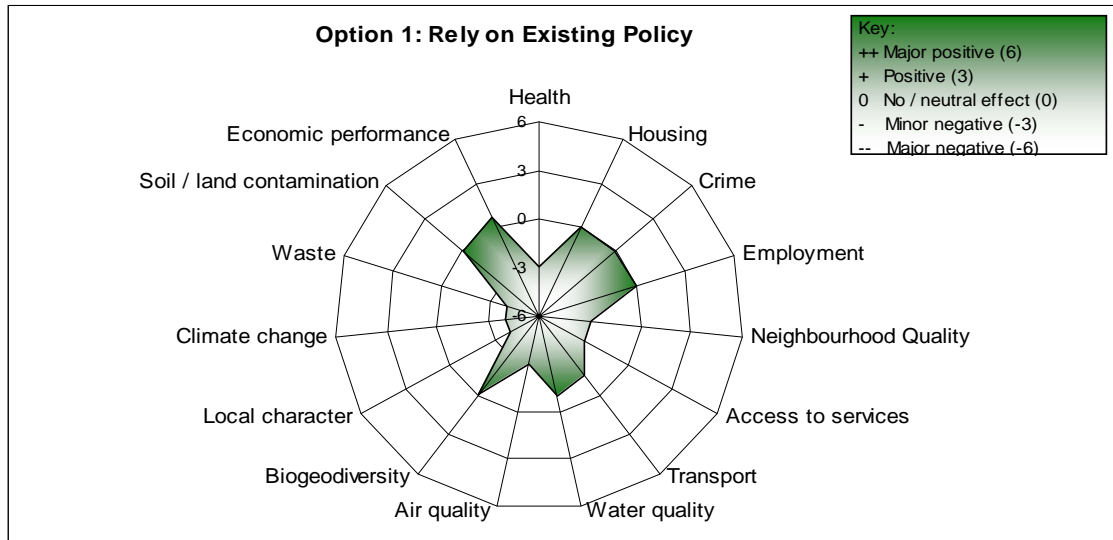 Option 1: Rely on Existing Policy
Key:
++ Major positive (6)
+ Positive (3)
0 No / neutral effect (0)
- Minor negative (-3)
-- Major negative (-6)
Health
Housing
Crime
Employment
Neighbourhood Quality
Access to services
Transport
Water quality
Air quality
Biogeodiversity
Local character
Climate change
Waste
Soil / land contamination
Economic performance
6
3
0
-3
-6